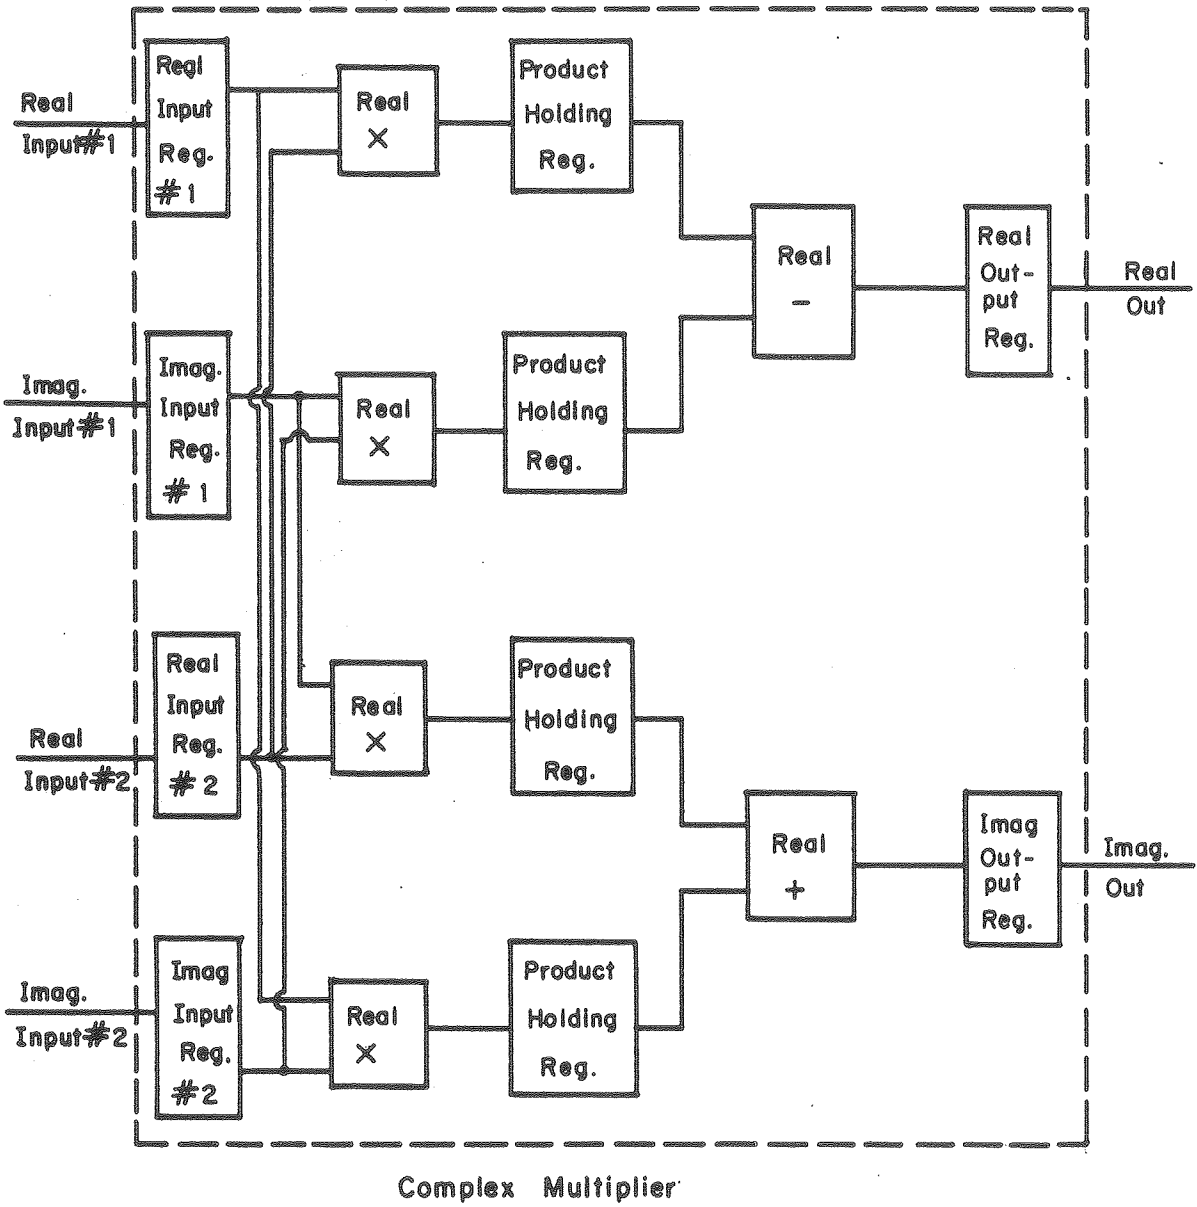 Real
Input#1
Real
Input
Reg.
#1
Real
×
Product
Holding
Reg.
Real
−
Real
Out-
put
Reg.
Real
Out
Imag.
Input#1
Imag.
Input
Reg.
#1
Real
×
Product
Holding
Reg.
Real
Input#2
Real
Input
Reg.
#2
Real
×
Product
Holding
Reg.
Real
+
Imag
Out-
put
Reg.
Imag.
Out
Imag.
Input#2
Imag
Input
Reg.
#2
Real
×
Product
Holding
Reg.
Complex Multiplier